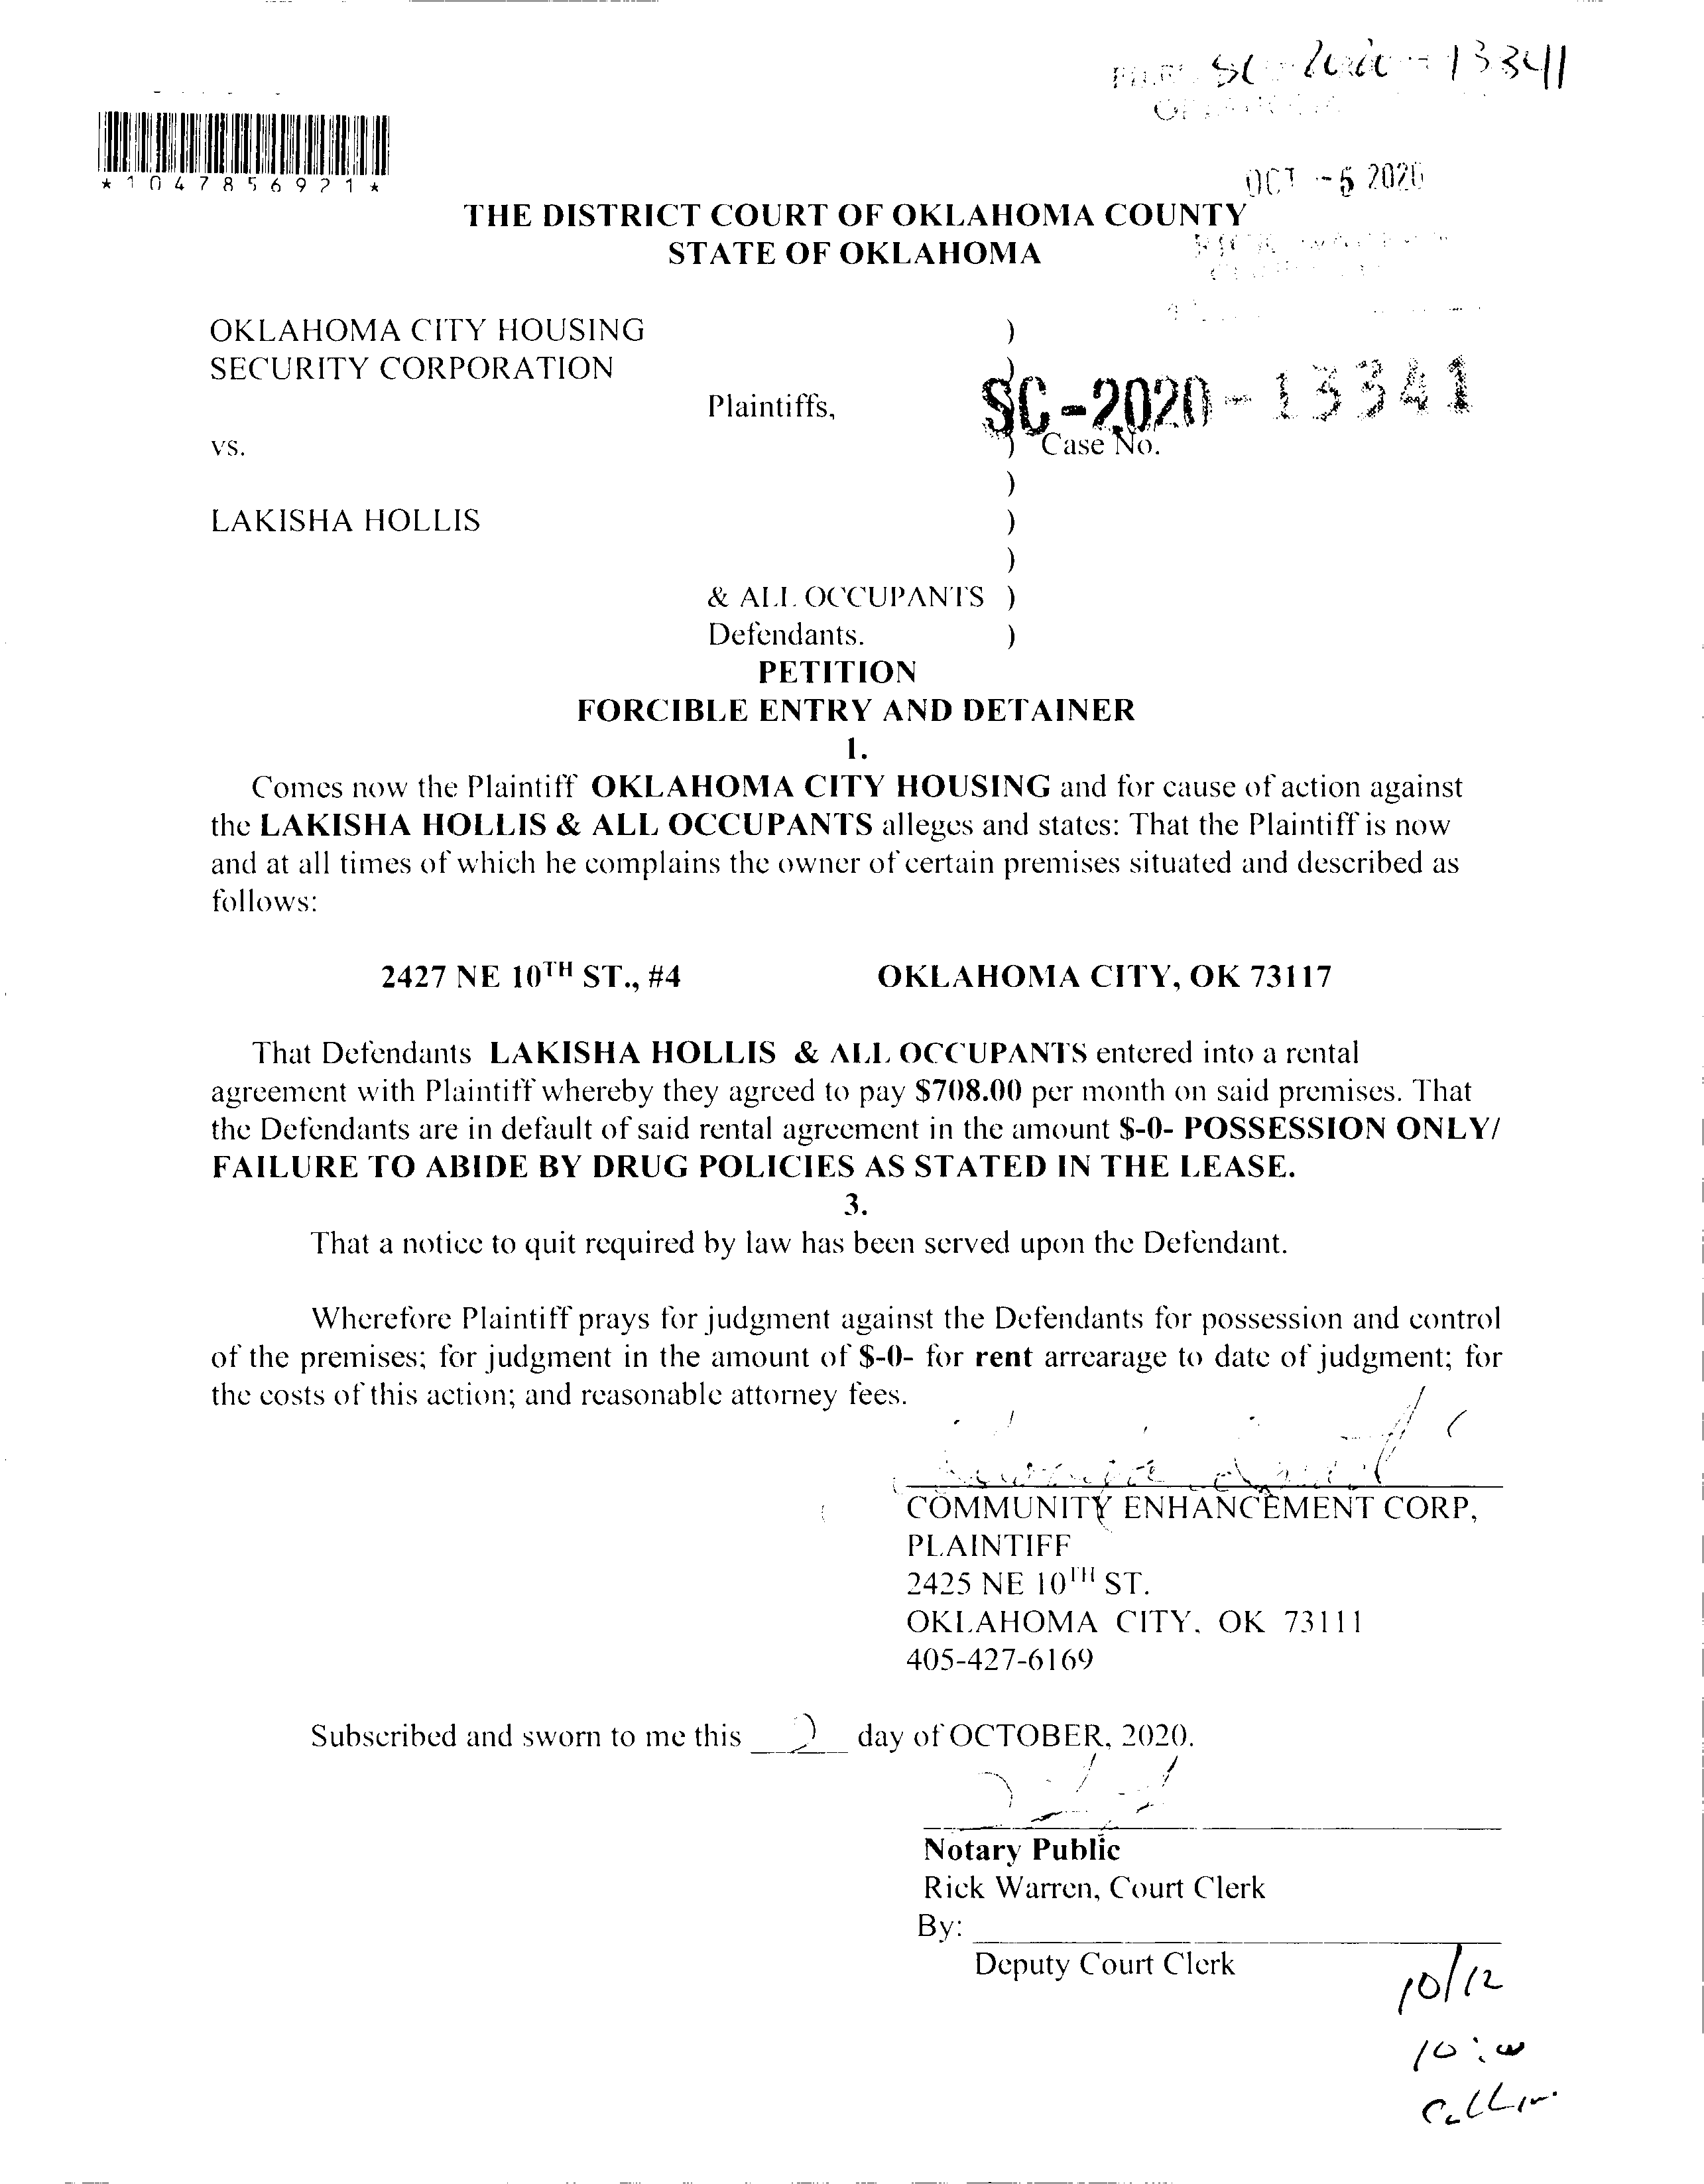 SC-2020-13341
*1047856921*
OCT -5 2020
THE DISTRICT COURT OF OKLAHOMA COUNTY
STATE OF OKLAHOMA
OKLAHOMA CITY HOUSING )
SECURITY CORPORATION )
Plaintiffs,
SC-2020-13341
vs. ) Case No.
)
LAKISHA HOLLIS )
)
& ALL OCCUPANTS )
Defendants. )
PETITION
FORCIBLE ENTRY AND DETAINER
1.
Comes now the Plaintiff OKLAHOMA CITY HOUSING and for cause of action against
the LAKISHA HOLLIS & ALL OCCUPANTS alleges and states: That the Plaintiff is now
and at all times of which he complains the owner of certain premises situated and described as
follows:
2427 NE 10TH ST., #4 OKLAHOMA CITY, OK 73117
That Defendants LAKISHA HOLLIS & ALL OCCUPANTS entered into a rental
agreement with Plaintiff whereby they agreed to pay $708.00 per month on said premises. That
the Defendants are in default of said rental agreement in the amount $-0- POSSESSION ONLY/
FAILURE TO ABIDE BY DRUG POLICIES AS STATED IN THE LEASE.
3.
That a notice to quit required by law has been served upon the Defendant.
Wherefore Plaintiff prays for judgment against the Defendants for possession and control
of the premises; for judgment in the amount of $-0- for rent arrearage to date of judgment; for
the costs of this action; and reasonable attorney fees.
COMMUNITY ENHANCEMENT CORP,
PLAINTIFF
2425 NE 10TH ST.
OKLAHOMA CITY, OK 73111
405-427-6169
Subscribed and sworn to me this 2 day of OCTOBER, 2020.
Notary Public
Rick Warren, Court Clerk
By:
Deputy Court Clerk
10/12
10:00